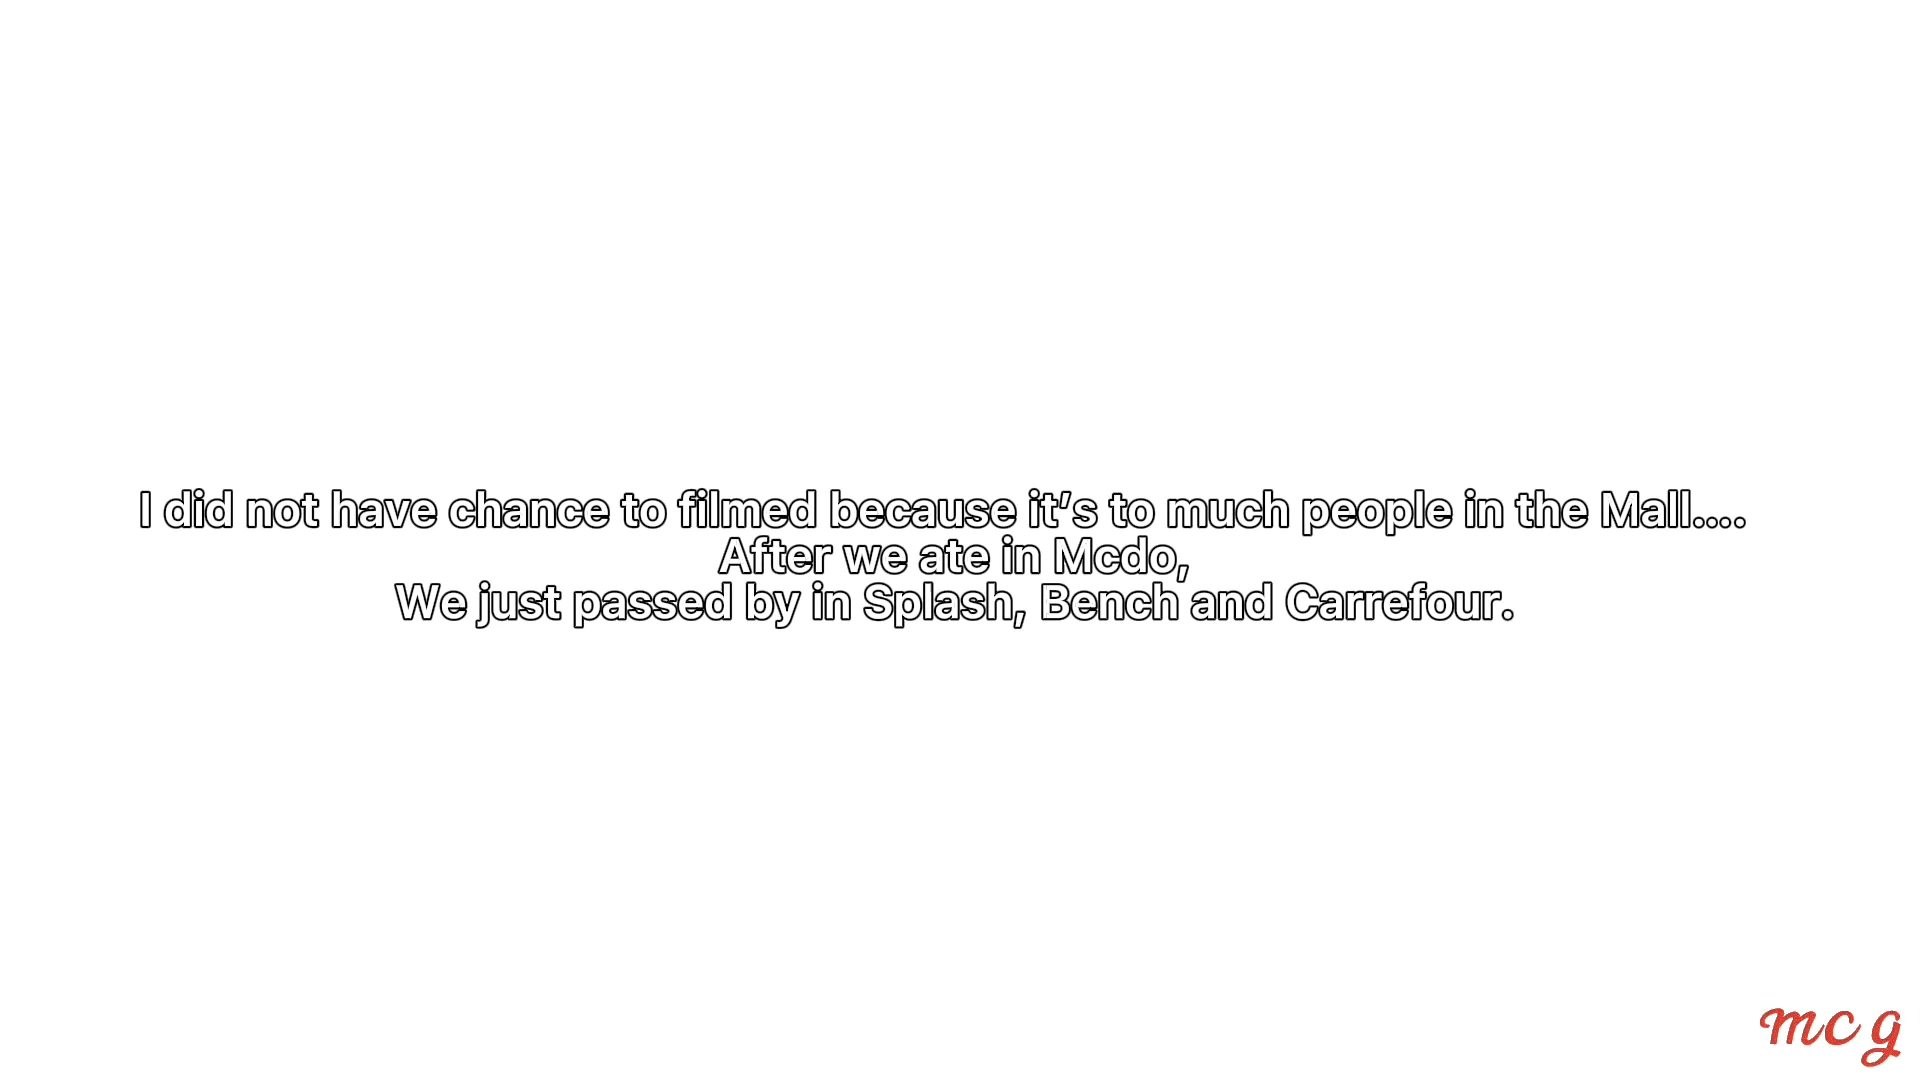 I did not have chance to filmed because it's to much people in the Mall....
After we ate in Mcdo,
We just passed by in Splash, Bench and Carrefour.
mc g